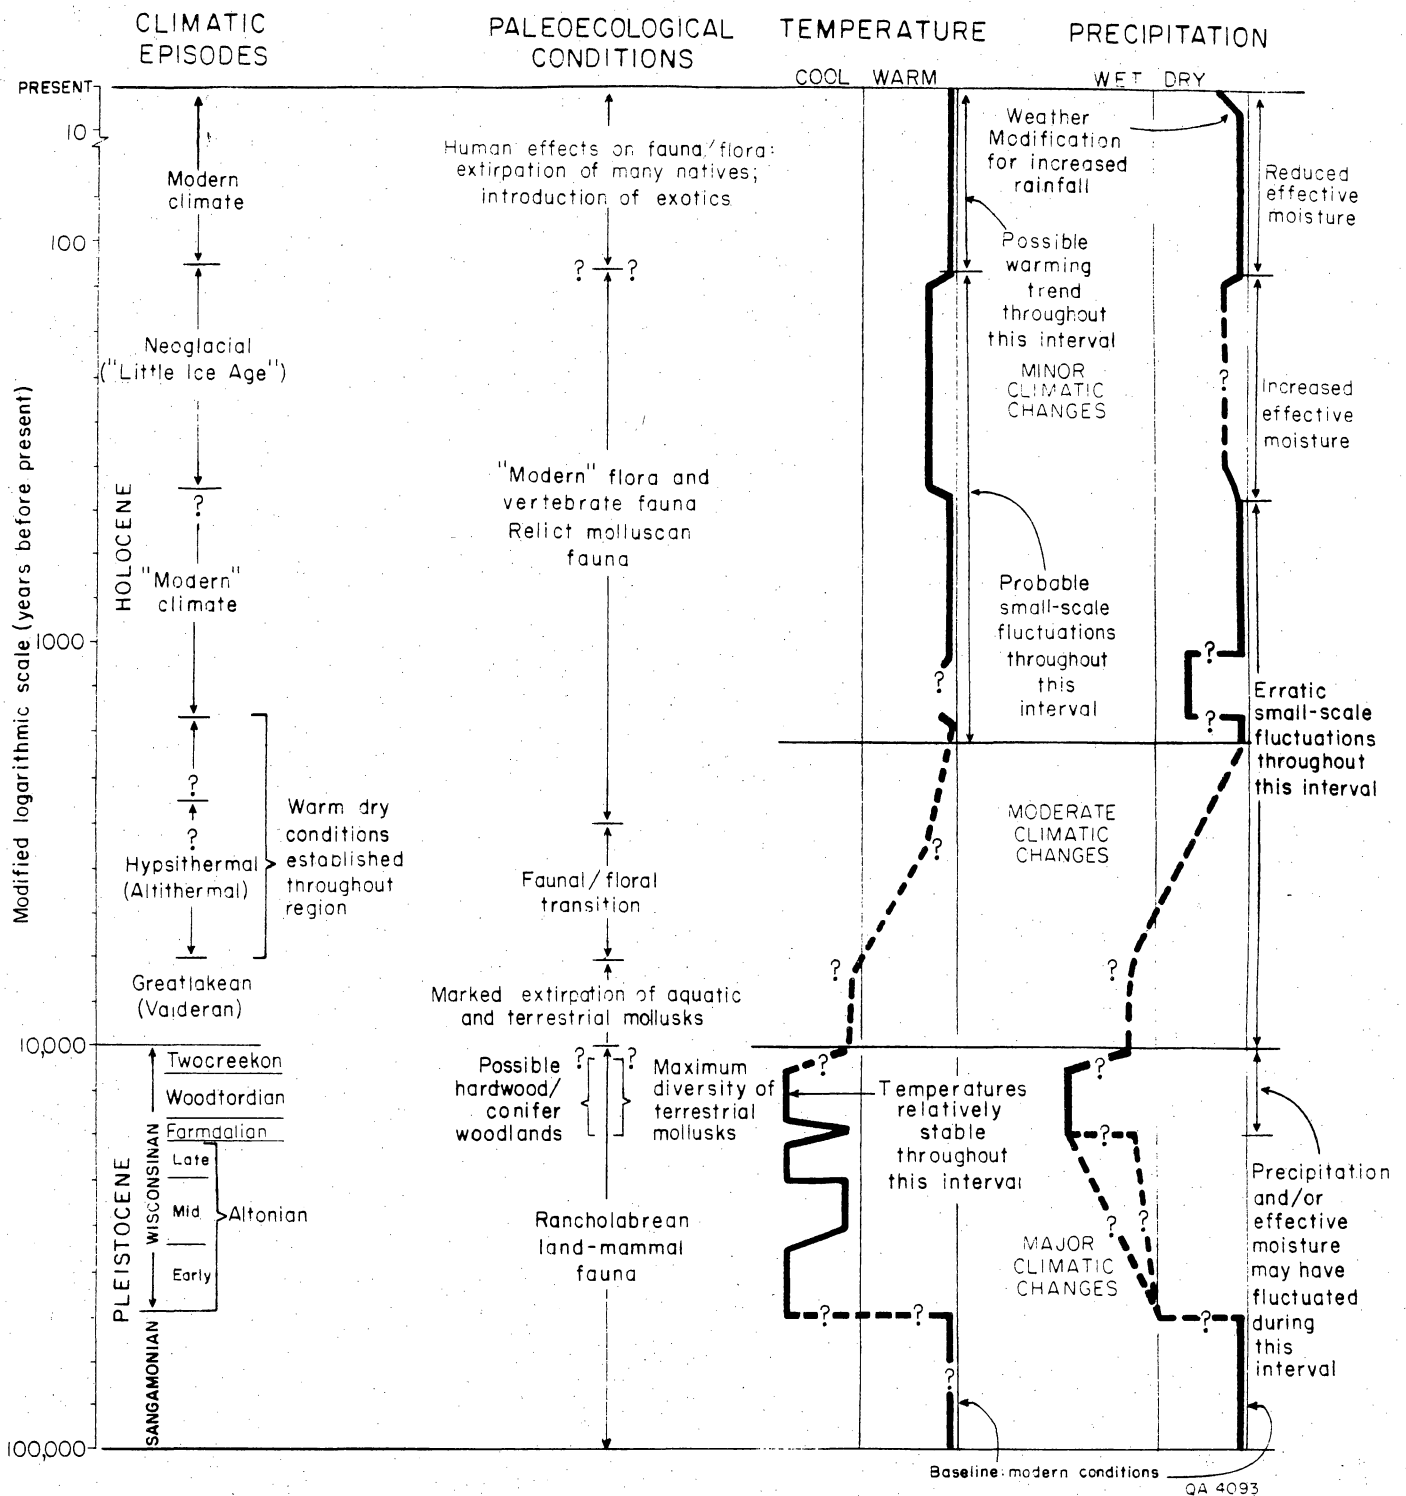 CLIMATIC
EPISODES
PALEOECOLOGICAL
CONDITIONS
TEMPERATURE
PRECIPITATION
COOL WARM
WET DRY
PRESENT
10
100
1000
10,000
100,000
Modified logarithmic scale (years before present)
HOLOCENE
PLEISTOCENE
WISCONSINAN
SANGAMONIAN
Modern
climate
Neoglacial
("Little Ice Age")
?
"Modern"
climate
?
?
Hypsithermal
(Altithermal)
Warm dry
conditions
established
throughout
region
Greatlakean
(Valderan)
Twocreekon
Woodtordian
Farmdalian
Late
Mid
Early
Altonian
Human effects on fauna/flora:
extirpation of many natives;
introduction of exotics
? ?
"Modern" flora and
vertebrate fauna
Relict molluscan
fauna
Faunal/floral
transition
Marked extirpation of aquatic
and terrestrial mollusks
? ?
Possible
hardwood/
conifer
woodlands
Maximum
diversity of
terrestrial
mollusks
Rancholabrean
land-mammal
fauna
Weather
Modification
for increased
rainfall
Possible
warming
trend
throughout
this interval
MINOR
CLIMATIC
CHANGES
Probable
small-scale
fluctuations
throughout
this
interval
?
?
?
?
MODERATE
CLIMATIC
CHANGES
Temperatures
relatively
stable
throughout
this interval
MAJOR
CLIMATIC
CHANGES
? ?
?
Reduced
effective
moisture
?
Increased
effective
moisture
?
?
Erratic
small-scale
fluctuations
throughout
this interval
?
?
?
? ?
?
Precipitation
and/or
effective
moisture
may have
fluctuated
during
this
interval
Baseline: modern conditions
QA 4093